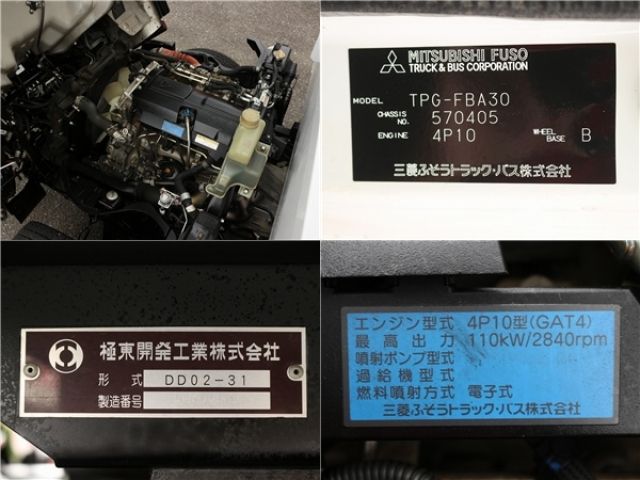 MITSUBISHI FUSO
TRUCK & BUS CORPORATION
MODEL TPG-FBA30
CHASSIS NO. 570405
ENGINE 4P10 WHEEL BASE B
三菱ふそうトラック・バス株式会社
極東開発工業株式会社
形式 DD02-31
製造番号
エンジン型式 4P10型(GAT4)
最高出力 110kW/2840rpm
噴射ポンプ型式
過給機型式
燃料噴射方式 電子式
三菱ふそうトラック・バス株式会社